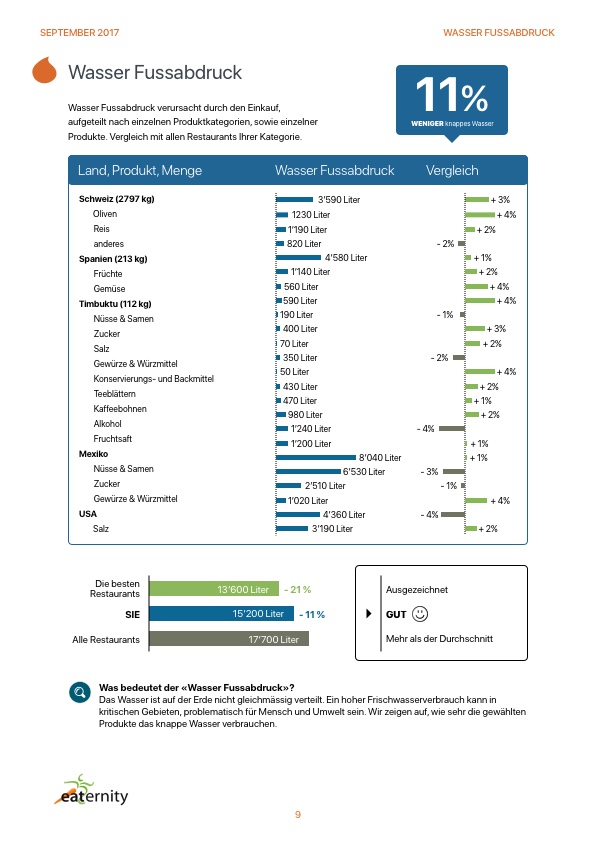 SEPTEMBER 2017 WASSER FUSSABDRUCK
Wasser Fussabdruck
11%
WENIGER knappes Wasser
Wasser Fussabdruck verursacht durch den Einkauf,
aufgeteilt nach einzelnen Produktkategorien, sowie einzelner
Produkte. Vergleich mit allen Restaurants Ihrer Kategorie.
Land, Produkt, Menge Wasser Fussabdruck Vergleich
Schweiz (2797 kg) 3'590 Liter + 3%
Oliven 1230 Liter + 4%
Reis 1'190 Liter + 2%
anderes 820 Liter - 2%
Spanien (213 kg) 4'580 Liter + 1%
Früchte 1'140 Liter + 2%
Gemüse 560 Liter + 4%
Timbuktu (112 kg) 590 Liter + 4%
Nüsse & Samen 190 Liter - 1%
Zucker 400 Liter + 3%
Salz 70 Liter + 2%
Gewürze & Würzmittel 350 Liter - 2%
Konservierungs- und Backmittel 50 Liter + 4%
Teeblättern 430 Liter + 2%
470 Liter + 1%
Kaffeebohnen 980 Liter + 2%
Alkohol 1'240 Liter - 4%
Fruchtsaft 1'200 Liter + 1%
Mexiko 8'040 Liter + 1%
Nüsse & Samen 6'530 Liter - 3%
Zucker 2'510 Liter - 1%
Gewürze & Würzmittel 1'020 Liter + 4%
USA 4'360 Liter - 4%
Salz 3'190 Liter + 2%
Die besten
Restaurants 13'600 Liter - 21 %
SIE 15'200 Liter - 11 %
Alle Restaurants 17'700 Liter
Ausgezeichnet
GUT
Mehr als der Durchschnitt
Was bedeutet der «Wasser Fussabdruck»?
Das Wasser ist auf der Erde nicht gleichmässig verteilt. Ein hoher Frischwasserverbrauch kann in
kritischen Gebieten, problematisch für Mensch und Umwelt sein. Wir zeigen auf, wie sehr die gewählten
Produkte das knappe Wasser verbrauchen.
eaternity
9